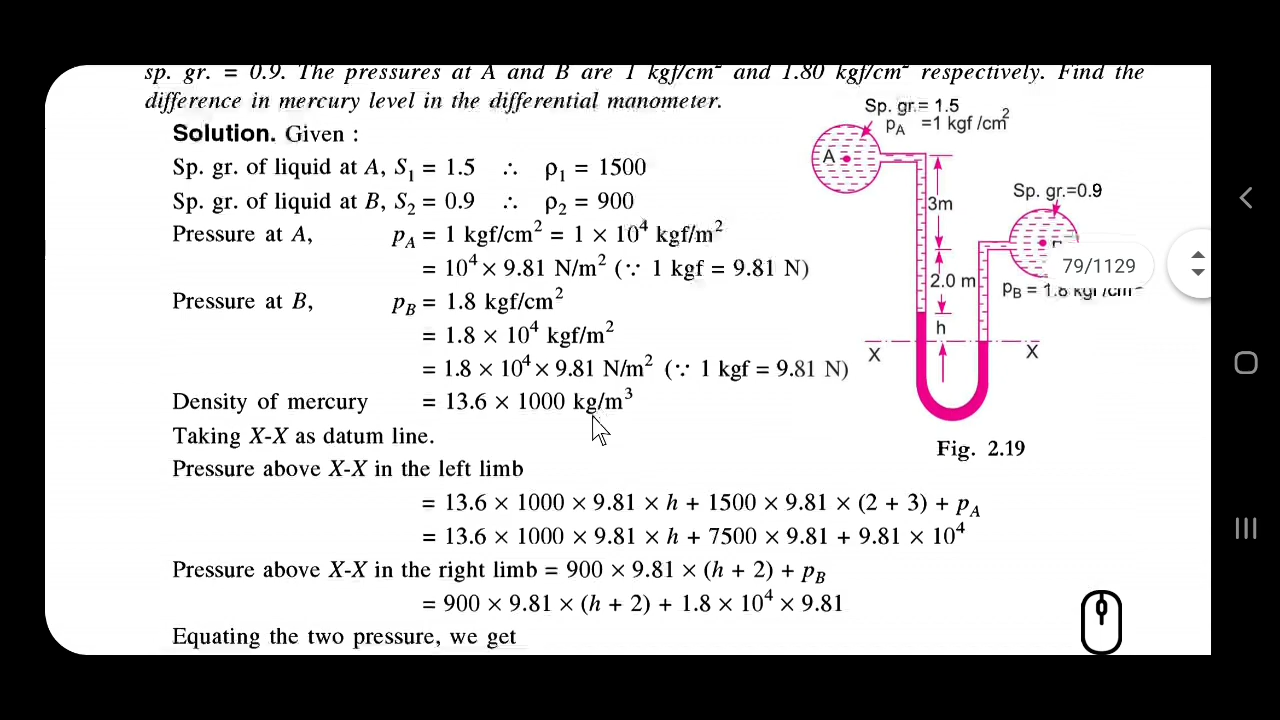 sp. gr. = 0.9. The pressures at A and B are 1 kgf/cm² and 1.80 kgf/cm² respectively. Find the
difference in mercury level in the differential manometer.
Solution. Given :
Sp. gr. of liquid at A, S₁ = 1.5 ∴ ρ₁ = 1500
Sp. gr. of liquid at B, S₂ = 0.9 ∴ ρ₂ = 900
Pressure at A, p_A = 1 kgf/cm² = 1 × 10⁴ kgf/m²
= 10⁴ × 9.81 N/m² (∵ 1 kgf = 9.81 N)
Pressure at B, p_B = 1.8 kgf/cm²
= 1.8 × 10⁴ kgf/m²
= 1.8 × 10⁴ × 9.81 N/m² (∵ 1 kgf = 9.81 N)
Density of mercury = 13.6 × 1000 kg/m³
Taking X-X as datum line.
Pressure above X-X in the left limb
= 13.6 × 1000 × 9.81 × h + 1500 × 9.81 × (2 + 3) + p_A
= 13.6 × 1000 × 9.81 × h + 7500 × 9.81 + 9.81 × 10⁴
Pressure above X-X in the right limb = 900 × 9.81 × (h + 2) + p_B
= 900 × 9.81 × (h + 2) + 1.8 × 10⁴ × 9.81
Equating the two pressure, we get
Sp. gr.= 1.5
p_A =1 kgf /cm²
A
3m
Sp. gr.=0.9
79/1129
2.0 m
p_B = 1.8
h
X
X
Fig. 2.19